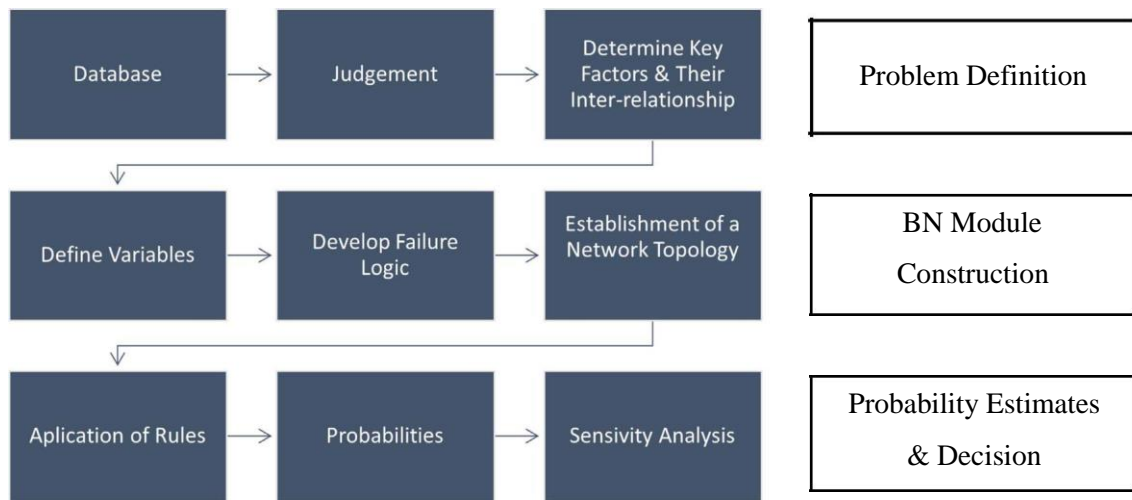 Database
Judgement
Determine Key
Factors & Their
Inter-relationship
Problem Definition
Define Variables
Develop Failure
Logic
Establishment of a
Network Topology
BN Module
Construction
Aplication of Rules
Probabilities
Sensivity Analysis
Probability Estimates
& Decision